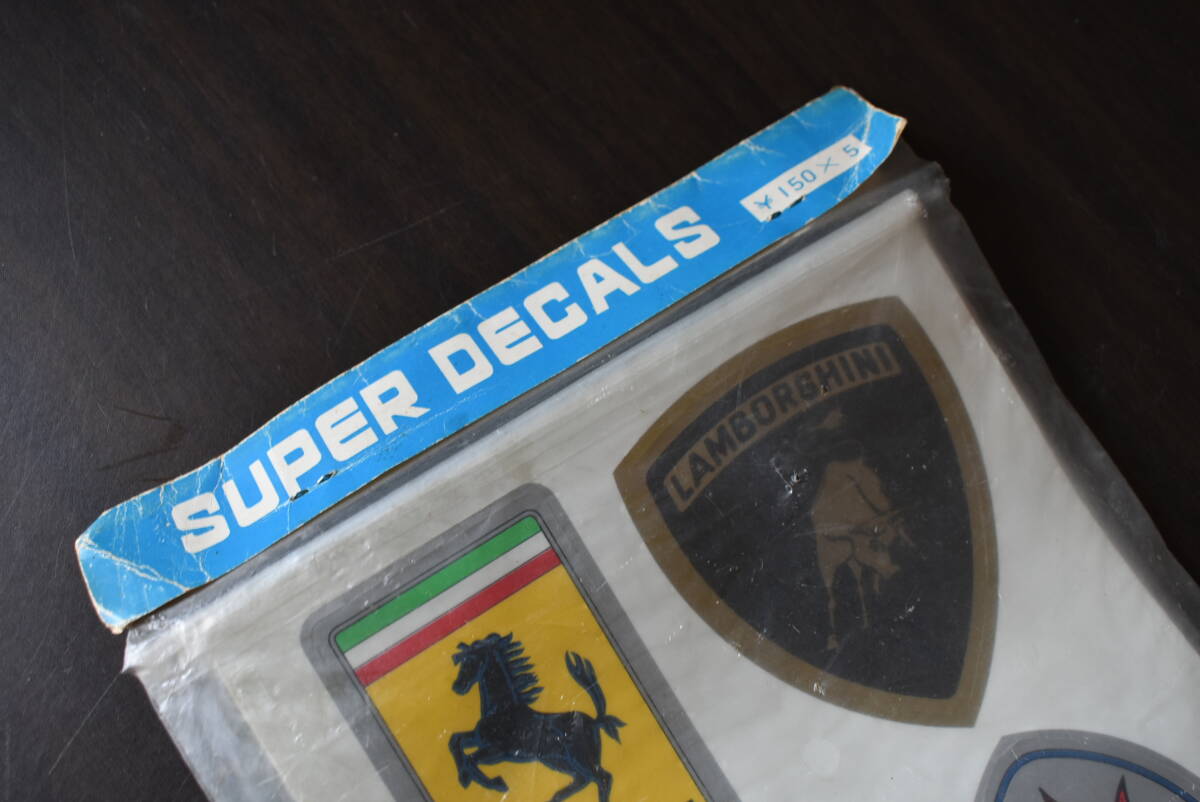 SUPER DECALS
¥150×5
LAMBORGHINI